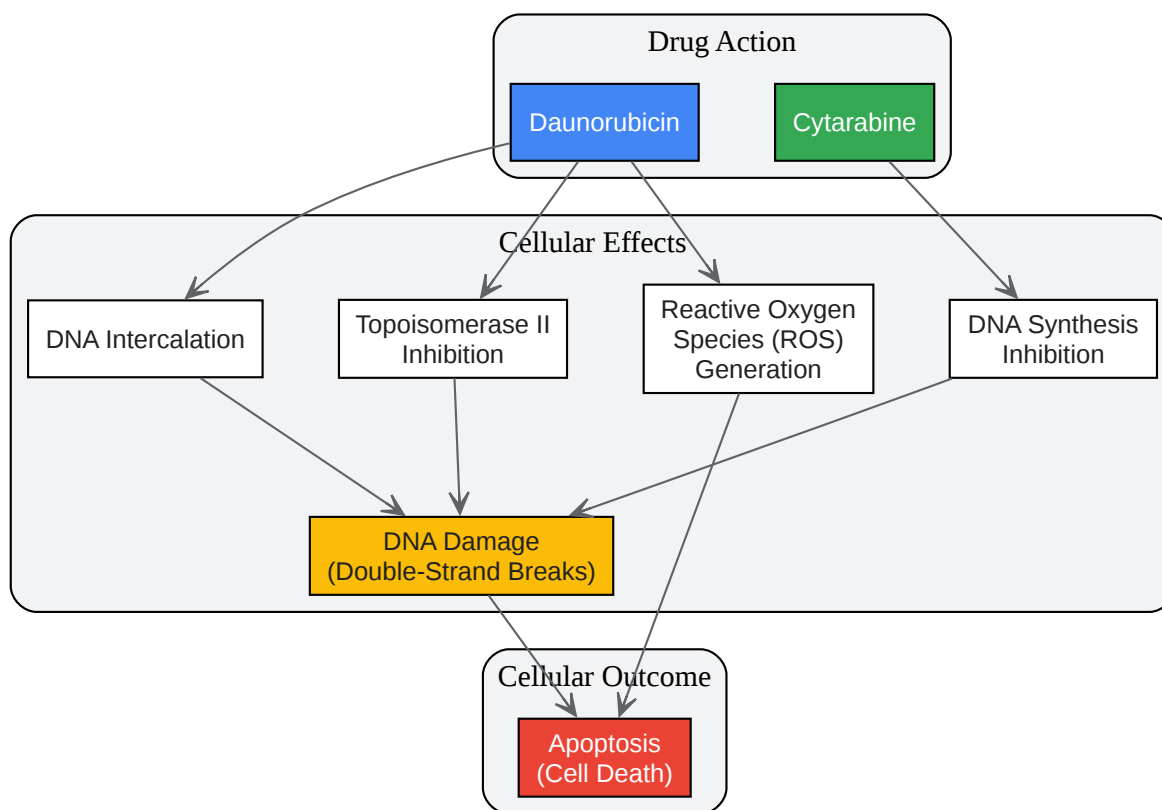 Drug Action
Daunorubicin
Cytarabine
Cellular Effects
DNA Intercalation
Topoisomerase II
Inhibition
Reactive Oxygen
Species (ROS)
Generation
DNA Synthesis
Inhibition
DNA Damage
(Double-Strand Breaks)
Cellular Outcome
Apoptosis
(Cell Death)